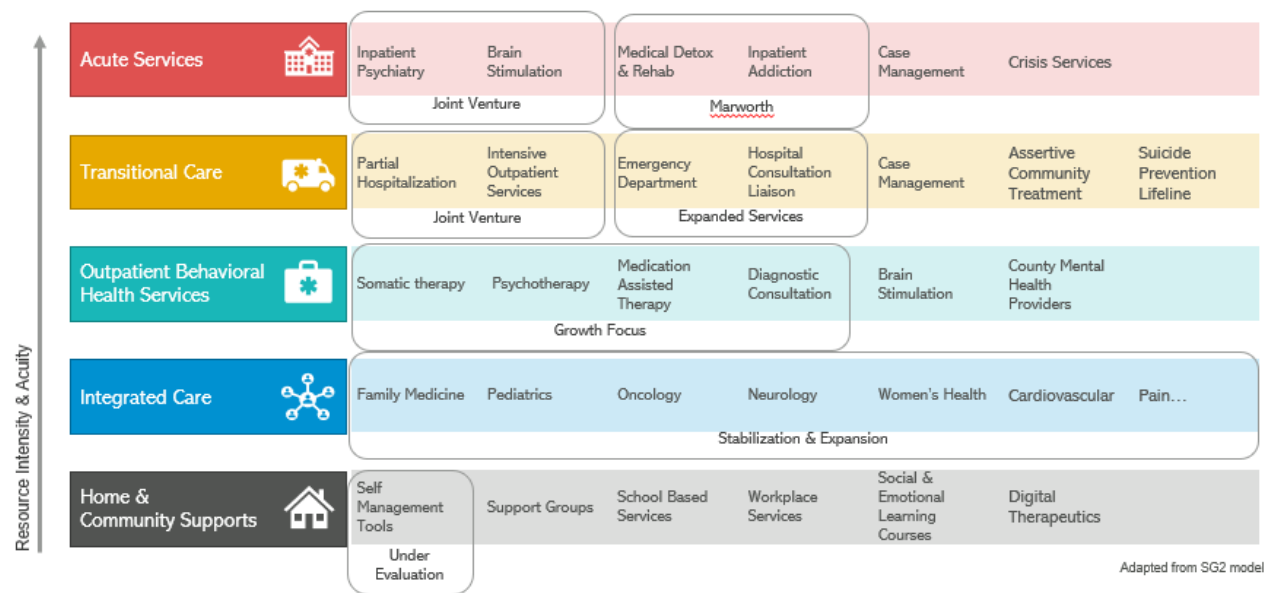 Resource Intensity & Acuity
Acute Services
Inpatient
Psychiatry
Brain
Stimulation
Joint Venture
Medical Detox
& Rehab
Inpatient
Addiction
Marworth
Case
Management
Crisis Services
Transitional Care
Partial
Hospitalization
Intensive
Outpatient
Services
Joint Venture
Emergency
Department
Hospital
Consultation
Liaison
Expanded Services
Case
Management
Assertive
Community
Treatment
Suicide
Prevention
Lifeline
Outpatient Behavioral
Health Services
Somatic therapy
Psychotherapy
Medication
Assisted
Therapy
Diagnostic
Consultation
Growth Focus
Brain
Stimulation
County Mental
Health
Providers
Integrated Care
Family Medicine
Pediatrics
Oncology
Neurology
Women's Health
Cardiovascular
Pain...
Stabilization & Expansion
Home &
Community Supports
Self
Management
Tools
Under
Evaluation
Support Groups
School Based
Services
Workplace
Services
Social &
Emotional
Learning
Courses
Digital
Therapeutics
Adapted from SG2 model